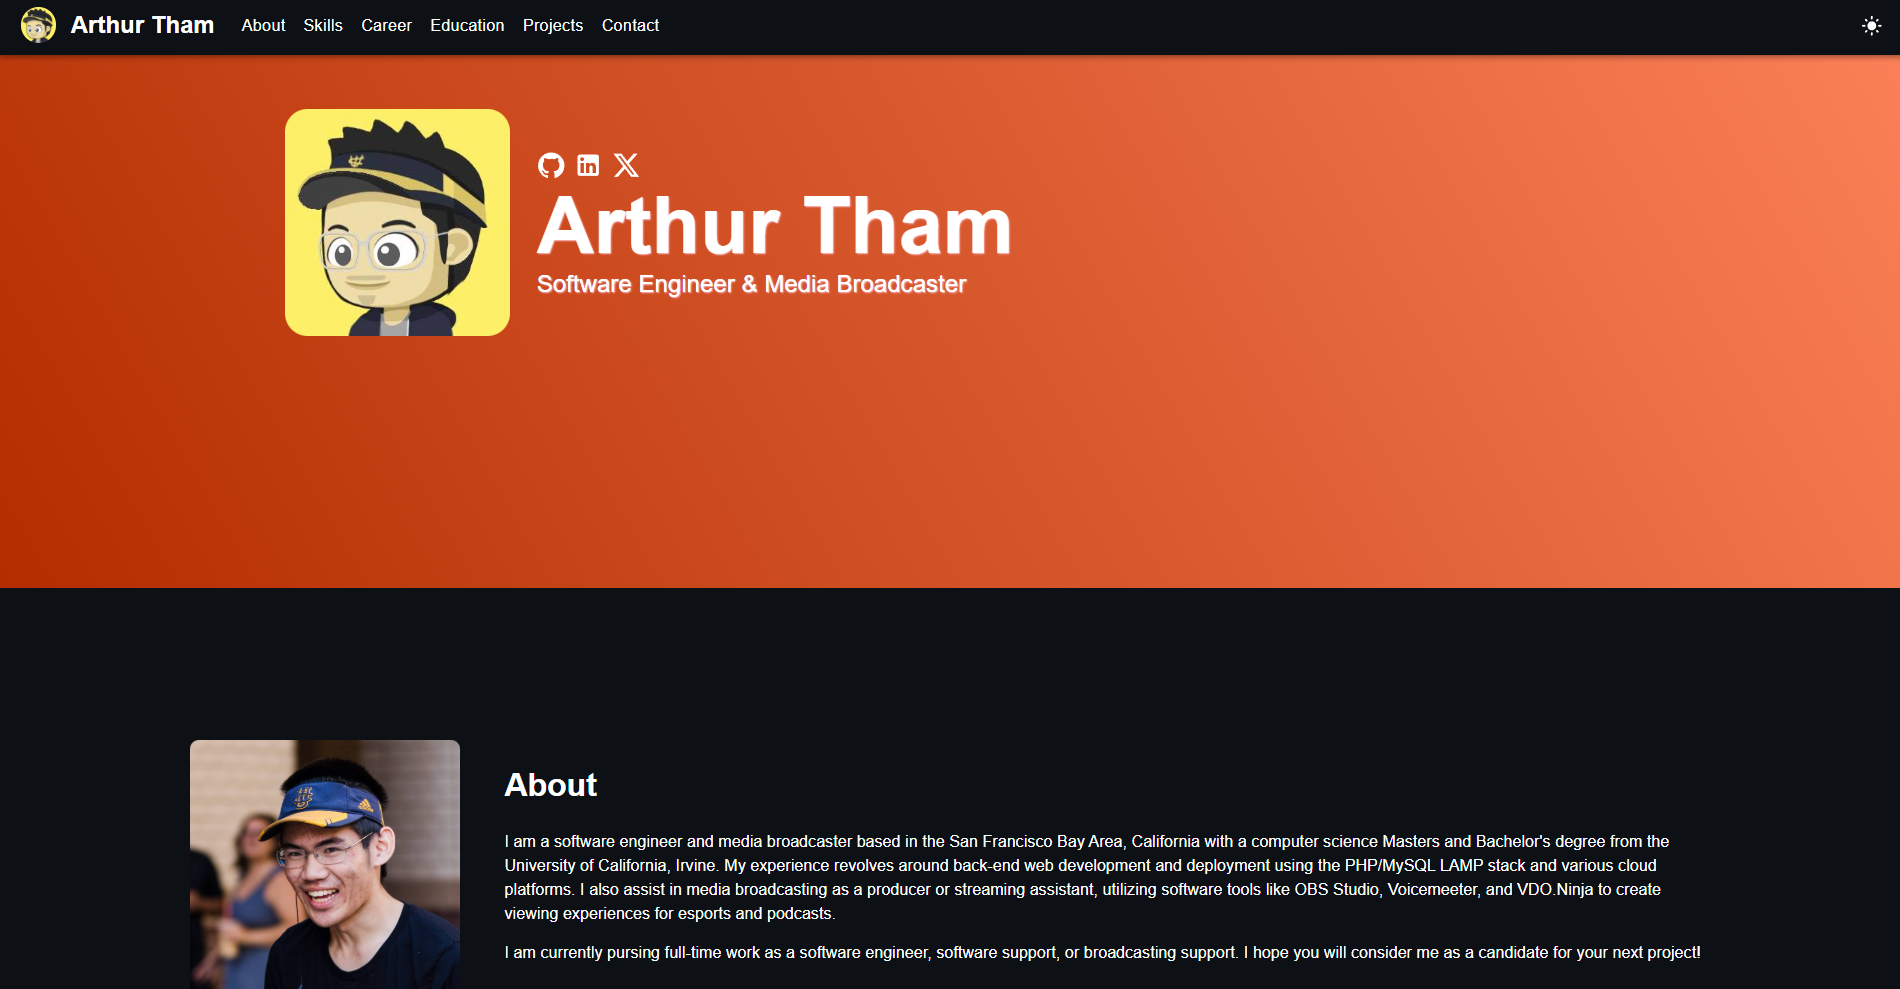 Arthur Tham About Skills Career Education Projects Contact
Arthur Tham
Software Engineer & Media Broadcaster
About
I am a software engineer and media broadcaster based in the San Francisco Bay Area, California with a computer science Masters and Bachelor's degree from the
University of California, Irvine. My experience revolves around back-end web development and deployment using the PHP/MySQL LAMP stack and various cloud
platforms. I also assist in media broadcasting as a producer or streaming assistant, utilizing software tools like OBS Studio, Voicemeeter, and VDO.Ninja to create
viewing experiences for esports and podcasts.
I am currently pursing full-time work as a software engineer, software support, or broadcasting support. I hope you will consider me as a candidate for your next project!